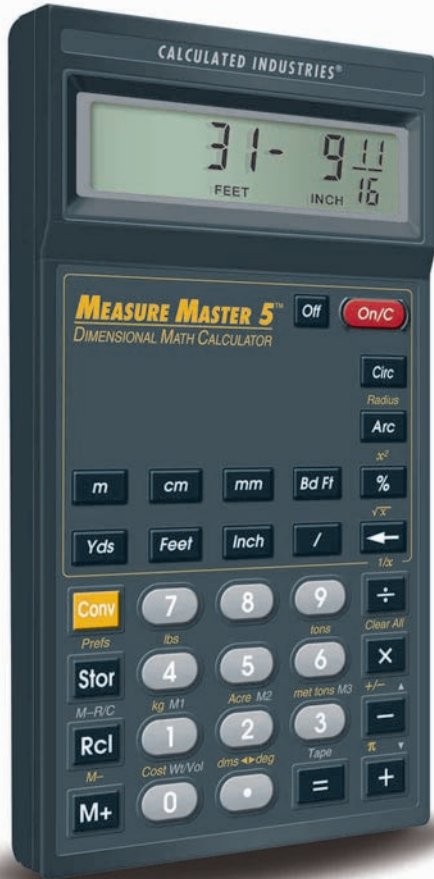 CALCULATED INDUSTRIES®
31- 9 11/16
FEET INCH
MEASURE MASTER 5™ Off On/C
DIMENSIONAL MATH CALCULATOR
Circ
Radius
Arc
x²
m cm mm Bd Ft %
√x
Yds Feet Inch / ←
1/x
Conv 7 8 9 ÷
Prefs lbs tons Clear All
Stor 4 5 6 ×
M–R/C kg M1 Acre M2 met tons M3 +/– ▲
Rcl 1 2 3 –
M– Cost Wt/Vol dms ◄►deg Tape π ▼
M+ 0 • = +